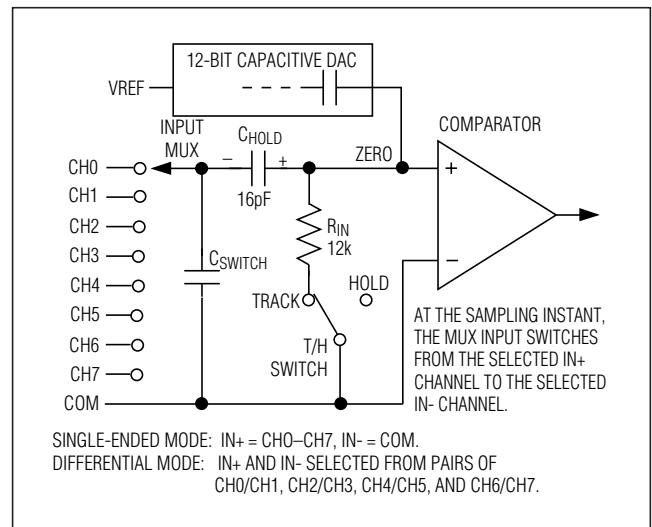 12-BIT CAPACITIVE DAC
VREF
INPUT
MUX
CHOLD
COMPARATOR
ZERO
– +
16pF
+
–
CH0
CH1
CH2
CH3
CH4
CH5
CH6
CH7
COM
CSWITCH
RIN
12k
TRACK
HOLD
T/H
SWITCH
AT THE SAMPLING INSTANT,
THE MUX INPUT SWITCHES
FROM THE SELECTED IN+
CHANNEL TO THE SELECTED
IN- CHANNEL.
SINGLE-ENDED MODE: IN+ = CHO–CH7, IN- = COM.
DIFFERENTIAL MODE: IN+ AND IN- SELECTED FROM PAIRS OF
CH0/CH1, CH2/CH3, CH4/CH5, AND CH6/CH7.